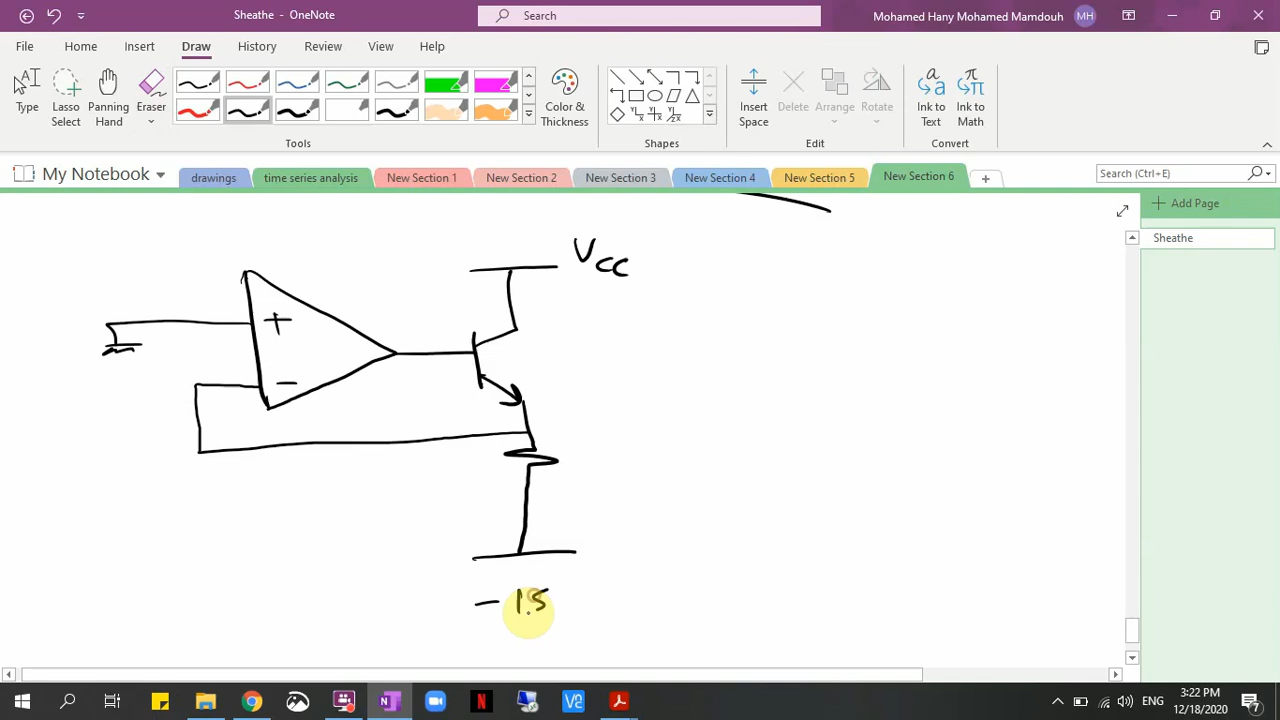 Sheathe - OneNote
Search
Mohamed Hany Mohamed Mamdouh
MH
File
Home
Insert
Draw
History
Review
View
Help
Type
Lasso Select
Panning Hand
Eraser
Color & Thickness
Insert Space
Delete
Arrange
Rotate
Ink to Text
Ink to Math
Tools
Shapes
Edit
Convert
My Notebook
drawings
time series analysis
New Section 1
New Section 2
New Section 3
New Section 4
New Section 5
New Section 6
Search (Ctrl+E)
Add Page
Sheathe
VCC
+
-
- 15
ENG
3:22 PM
12/18/2020
7